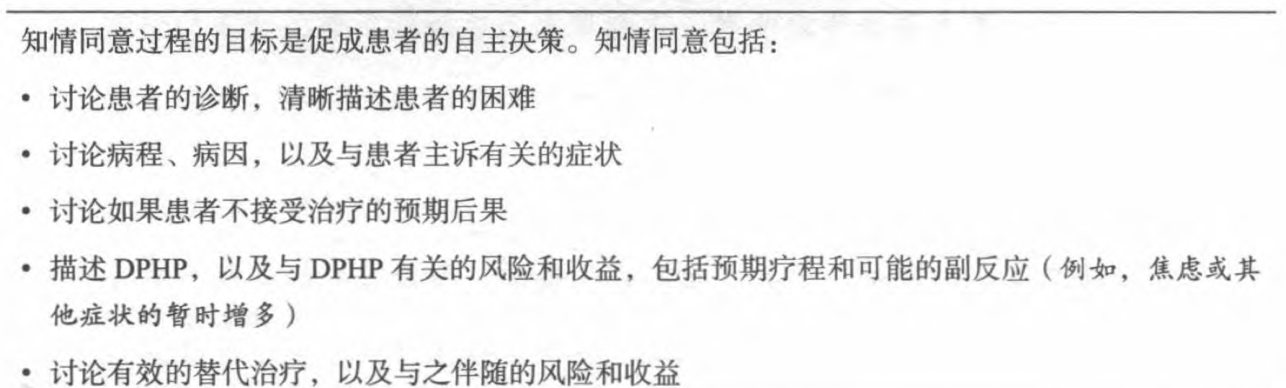 知情同意过程的目标是促成患者的自主决策。知情同意包括：
• 讨论患者的诊断，清晰描述患者的困难
• 讨论病程、病因，以及与患者主诉有关的症状
• 讨论如果患者不接受治疗的预期后果
• 描述 DPHP，以及与 DPHP 有关的风险和收益，包括预期疗程和可能的副反应（例如，焦虑或其
他症状的暂时增多）
• 讨论有效的替代治疗，以及与之伴随的风险和收益